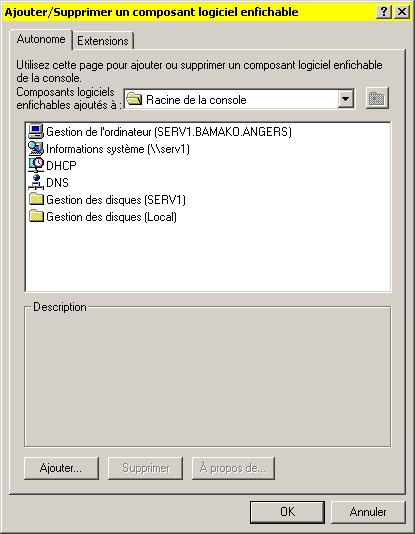 Ajouter/Supprimer un composant logiciel enfichable
Autonome Extensions
Utilisez cette page pour ajouter ou supprimer un composant logiciel enfichable
de la console.
Composants logiciels
enfichables ajoutés à : Racine de la console
Gestion de l'ordinateur (SERV1.BAMAKO.ANGERS)
Informations système (\\serv1)
DHCP
DNS
Gestion des disques (SERV1)
Gestion des disques (Local)
Description
Ajouter... Supprimer À propos de...
OK Annuler